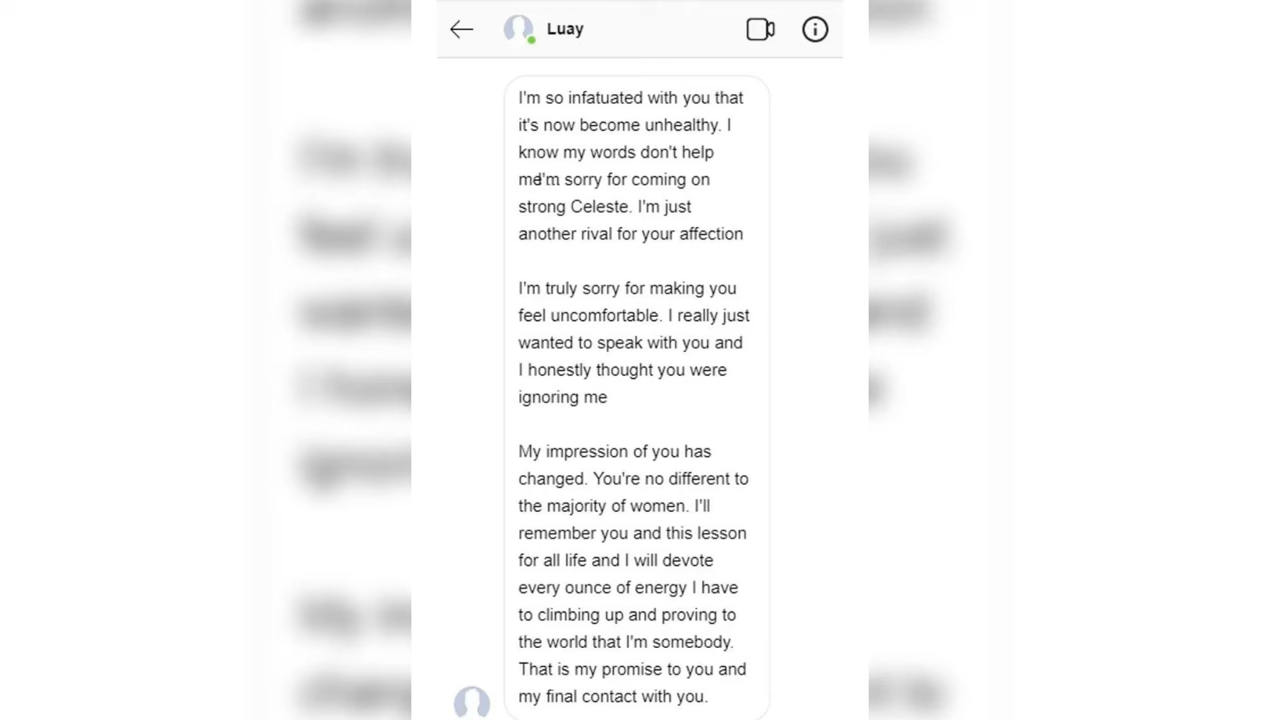 Luay
I'm so infatuated with you that
it's now become unhealthy. I
know my words don't help
me'm sorry for coming on
strong Celeste. I'm just
another rival for your affection
I'm truly sorry for making you
feel uncomfortable. I really just
wanted to speak with you and
I honestly thought you were
ignoring me
My impression of you has
changed. You're no different to
the majority of women. I'll
remember you and this lesson
for all life and I will devote
every ounce of energy I have
to climbing up and proving to
the world that I'm somebody.
That is my promise to you and
my final contact with you.